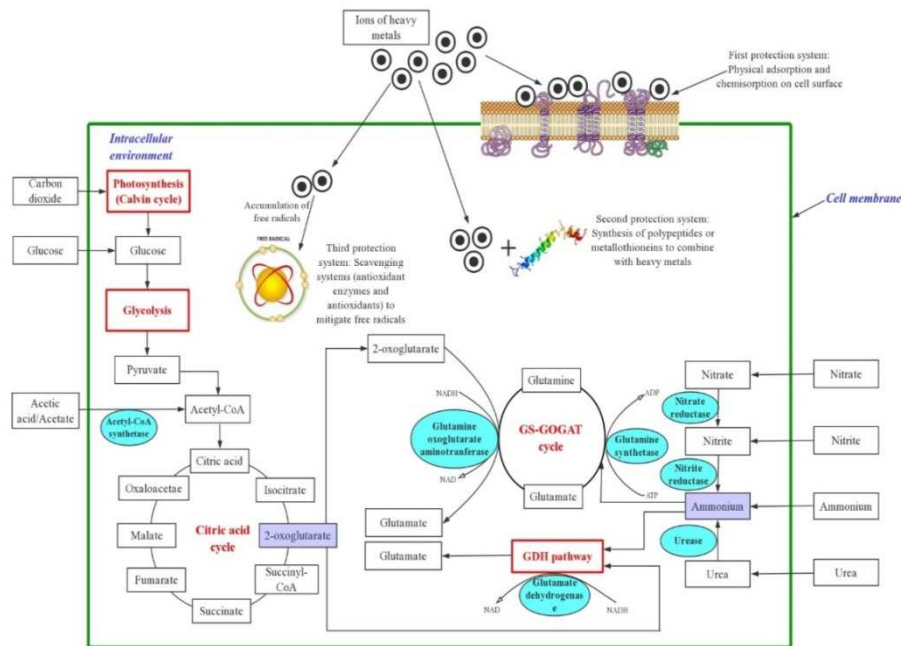 Ions of heavy
metals
First protection system:
Physical adsorption and
chemisorption on cell surface
Intracellular
environment
Carbon
dioxide
Photosynthesis
(Calvin cycle)
Cell membrane
Accumulation of
free radicals
FREE RADICAL
Second protection system:
Synthesis of polypeptides or
metallothioneins to combine
with heavy metals
Third protection
system: Scavenging
systems (antioxidant
enzymes and
antioxidants) to
mitigate free radicals
Glucose
Glucose
Glycolysis
Pyruvate
2-oxoglutarate
Acetic
acid/Acetate
Acetyl-CoA
synthetase
Acetyl-CoA
NADH
Glutamine
oxoglutarate
aminotranferase
NAD
Glutamine
GS-GOGAT
cycle
Glutamate
ADP
Glutamine
synthetase
ATP
Nitrate
Nitrate
Nitrate
reductase
Nitrite
Nitrite
Nitrite
reductase
Ammonium
Ammonium
Urease
Urea
Urea
Citric acid
Oxaloacetae
Isocitrate
Malate
Citric acid
cycle
2-oxoglutarate
Fumarate
Succinyl-
CoA
Succinate
Glutamate
Glutamate
GDH pathway
NAD
Glutamate
dehydrogenas
e
NADH